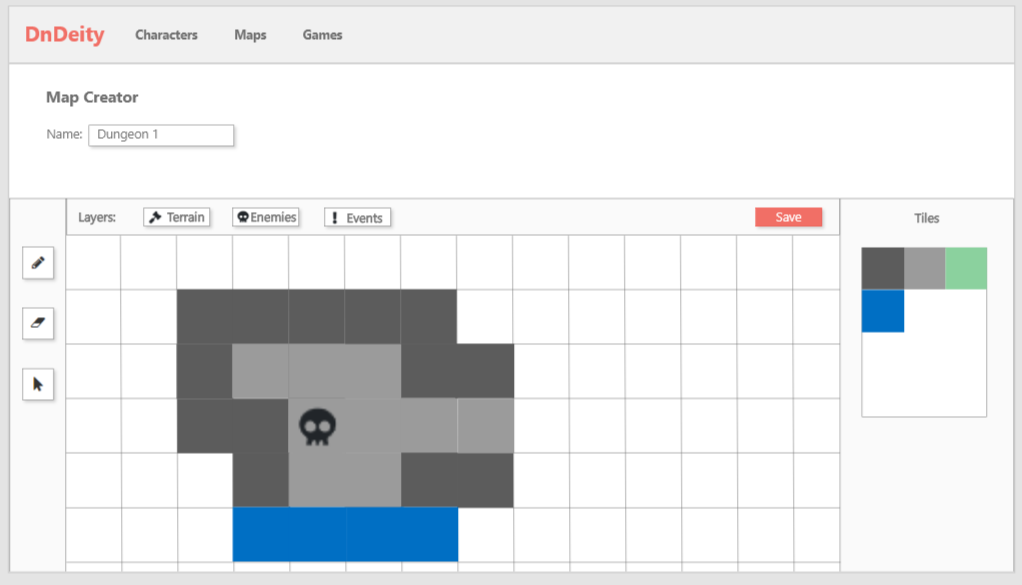 DnDeity Characters Maps Games
Map Creator
Name: Dungeon 1
Layers: Terrain Enemies Events Save Tiles